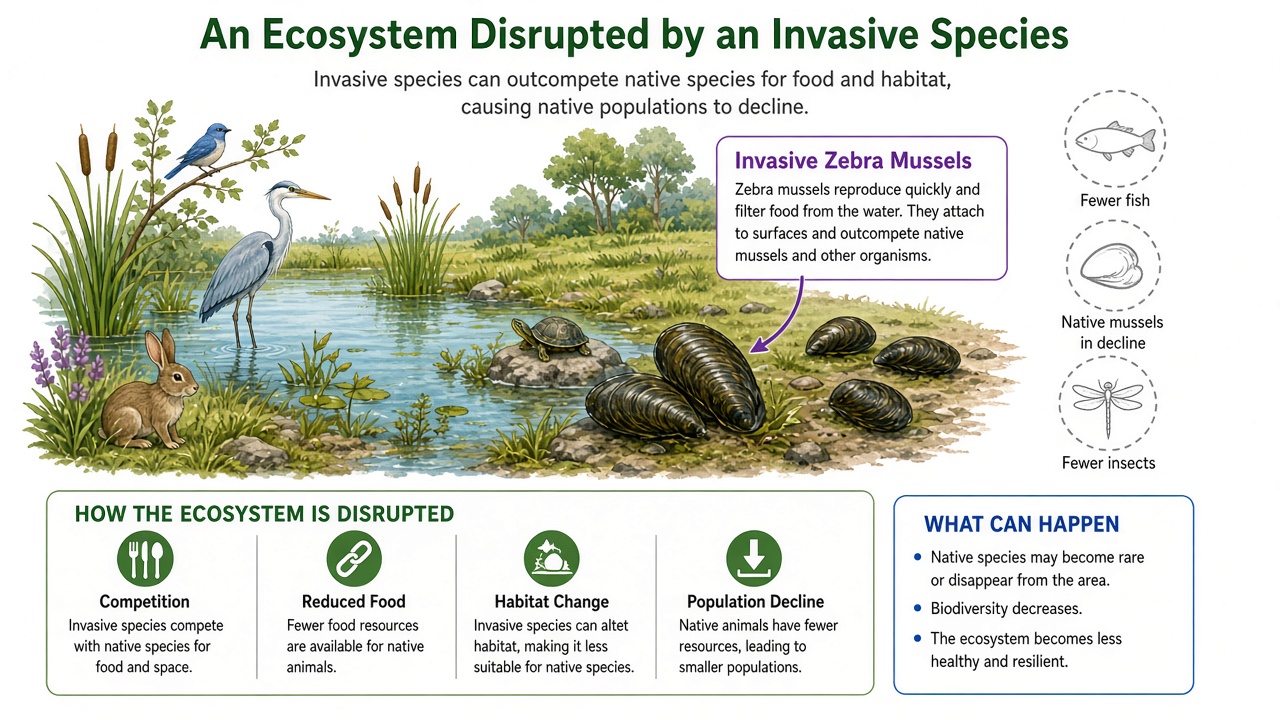 An Ecosystem Disrupted by an Invasive Species
Invasive species can outcompete native species for food and habitat,
causing native populations to decline.
Invasive Zebra Mussels
Zebra mussels reproduce quickly and
filter food from the water. They attach
to surfaces and outcompete native
mussels and other organisms.
Fewer fish
Native mussels
in decline
Fewer insects
HOW THE ECOSYSTEM IS DISRUPTED
Competition
Invasive species compete
with native species for
food and space.
Reduced Food
Fewer food resources
are available for native
animals.
Habitat Change
Invasive species can altet
habitat, making it less
suitable for native species.
Population Decline
Native animals have fewer
resources, leading to
smaller populations.
WHAT CAN HAPPEN
Native species may become rare
or disappear from the area.
Biodiversity decreases.
The ecosystem becomes less
healthy and resilient.